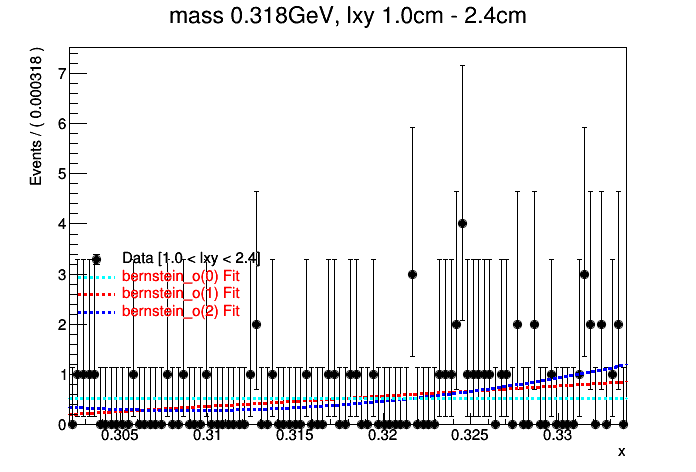 mass 0.318GeV, lxy 1.0cm - 2.4cm
Events / ( 0.000318 )
7
6
5
4
3
2
1
0
Data [1.0 < lxy < 2.4]
bernstein_o(0) Fit
bernstein_o(1) Fit
bernstein_o(2) Fit
0.305 0.31 0.315 0.32 0.325 0.33
x